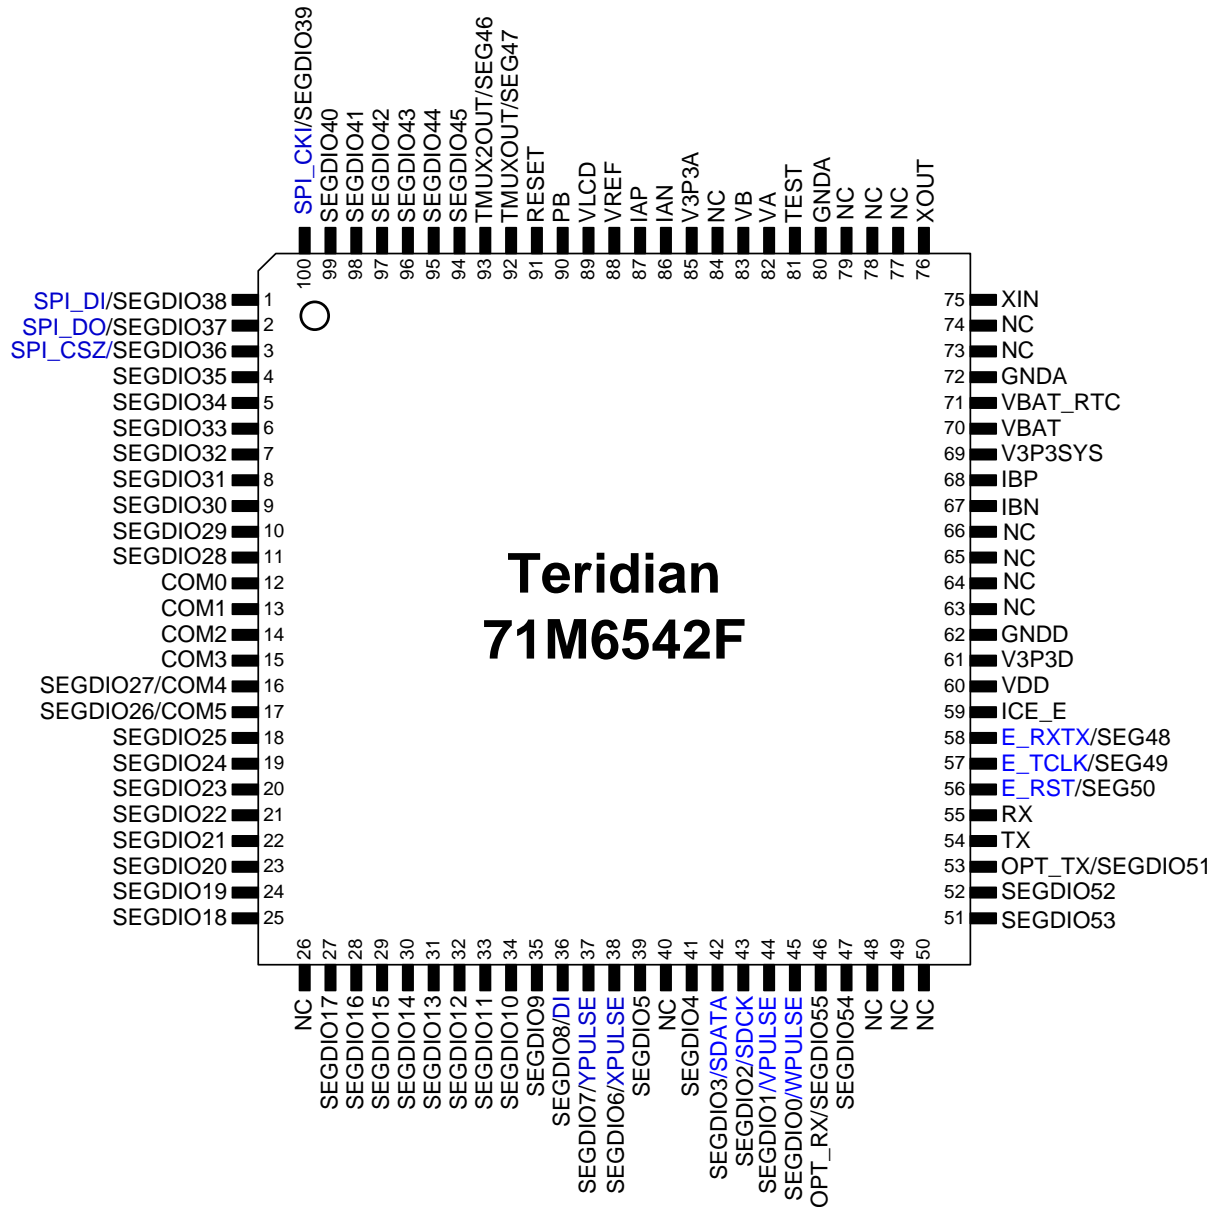 SPI_CKI/SEGDIO39
SEGDIO40
SEGDIO41
SEGDIO42
SEGDIO43
SEGDIO44
SEGDIO45
TMUX2OUT/SEG46
TMUXOUT/SEG47
RESET
PB
VLCD
VREF
IAP
IAN
V3P3A
NC
VB
VA
TEST
GNDA
NC
NC
NC
XOUT
100
99
98
97
96
95
94
93
92
91
90
89
88
87
86
85
84
83
82
81
80
79
78
77
76
SPI_DI/SEGDIO38 1
SPI_DO/SEGDIO37 2
SPI_CSZ/SEGDIO36 3
SEGDIO35 4
SEGDIO34 5
SEGDIO33 6
SEGDIO32 7
SEGDIO31 8
SEGDIO30 9
SEGDIO29 10
SEGDIO28 11
COM0 12
COM1 13
COM2 14
COM3 15
SEGDIO27/COM4 16
SEGDIO26/COM5 17
SEGDIO25 18
SEGDIO24 19
SEGDIO23 20
SEGDIO22 21
SEGDIO21 22
SEGDIO20 23
SEGDIO19 24
SEGDIO18 25
Teridian
71M6542F
75 XIN
74 NC
73 NC
72 GNDA
71 VBAT_RTC
70 VBAT
69 V3P3SYS
68 IBP
67 IBN
66 NC
65 NC
64 NC
63 NC
62 GNDD
61 V3P3D
60 VDD
59 ICE_E
58 E_RXTX/SEG48
57 E_TCLK/SEG49
56 E_RST/SEG50
55 RX
54 TX
53 OPT_TX/SEGDIO51
52 SEGDIO52
51 SEGDIO53
26
27
28
29
30
31
32
33
34
35
36
37
38
39
40
41
42
43
44
45
46
47
48
49
50
NC
SEGDIO17
SEGDIO16
SEGDIO15
SEGDIO14
SEGDIO13
SEGDIO12
SEGDIO11
SEGDIO10
SEGDIO9
SEGDIO8/DI
SEGDIO7/YPULSE
SEGDIO6/XPULSE
SEGDIO5
NC
SEGDIO4
SEGDIO3/SDATA
SEGDIO2/SDCK
SEGDIO1/VPULSE
SEGDIO0/WPULSE
OPT_RX/SEGDIO55
SEGDIO54
NC
NC
NC